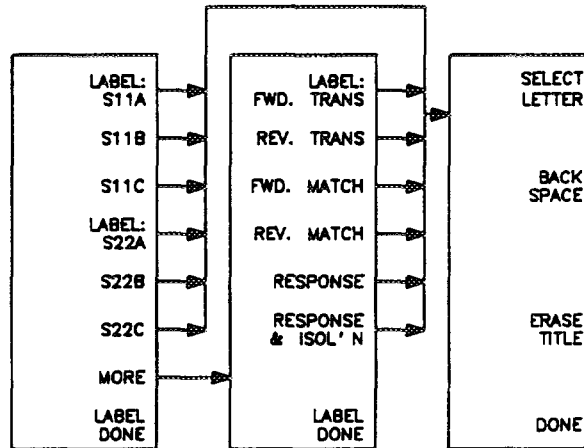 LABEL:
S11A
S11B
S11C
LABEL:
S22A
S22B
S22C
MORE
LABEL
DONE
LABEL:
FWD. TRANS
REV. TRANS
FWD. MATCH
REV. MATCH
RESPONSE
RESPONSE
& ISOL'N
LABEL
DONE
SELECT
LETTER
BACK
SPACE
ERASE
TITLE
DONE